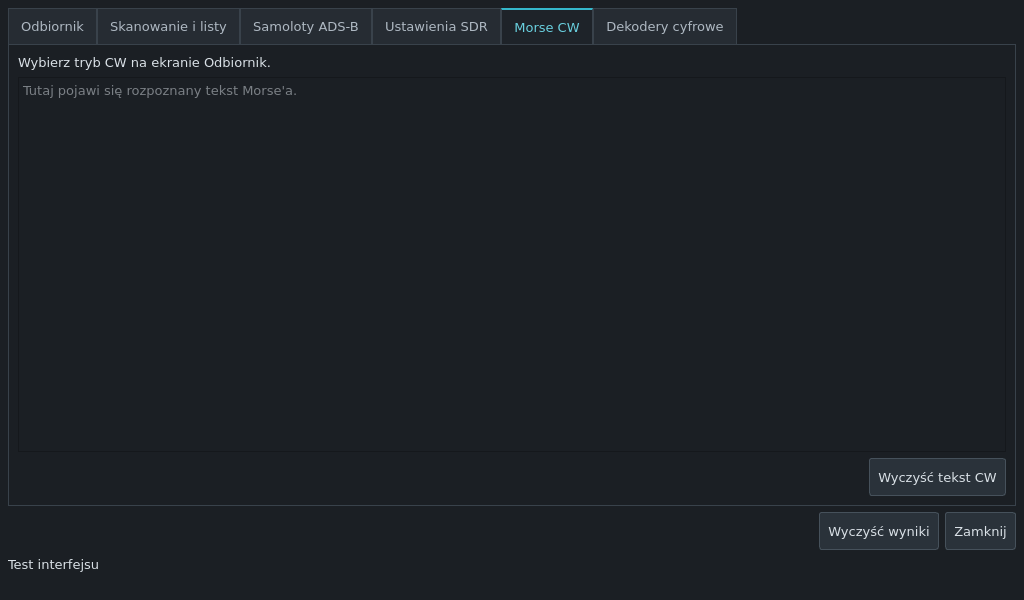 Odbiornik Skanowanie i listy Samoloty ADS-B Ustawienia SDR Morse CW Dekodery cyfrowe
Wybierz tryb CW na ekranie Odbiornik.
Tutaj pojawi się rozpoznany tekst Morse'a.
Wyczyść tekst CW
Wyczyść wyniki Zamknij
Test interfejsu